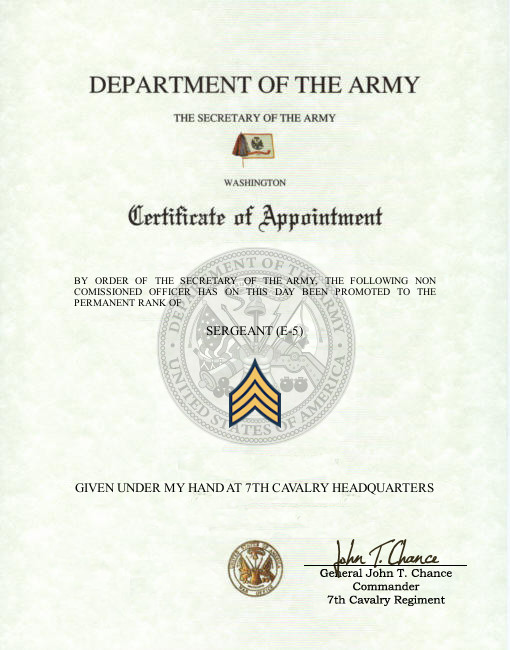 DEPARTMENT OF THE ARMY
THE SECRETARY OF THE ARMY
WASHINGTON
Certificate of Appointment
BY ORDER OF THE SECRETARY OF THE ARMY, THE FOLLOWING NON
COMISSIONED OFFICER HAS ON THIS DAY BEEN PROMOTED TO THE
PERMANENT RANK OF
SERGEANT (E-5)
DEPARTMENT OF THE ARMY
UNITED STATES OF AMERICA
GIVEN UNDER MY HAND AT 7TH CAVALRY HEADQUARTERS
John T. Chance
General John T. Chance
Commander
7th Cavalry Regiment